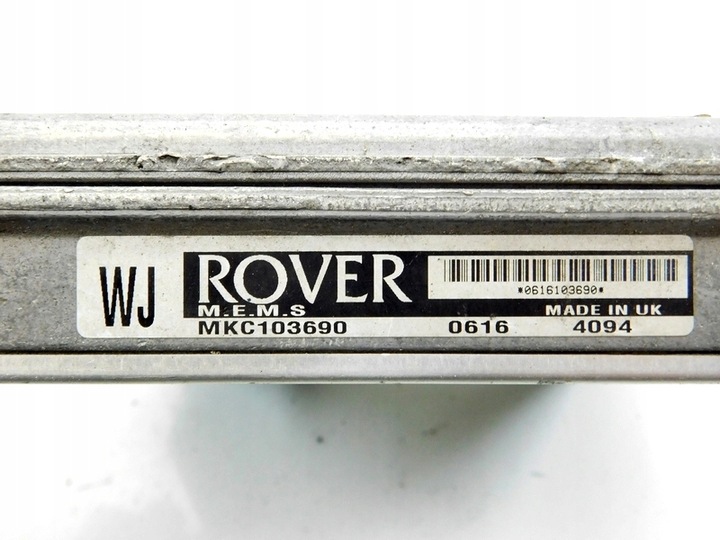 WJ
ROVER
*0616103690*
M.E.M.S MADE IN UK
MKC103690 0616 4094